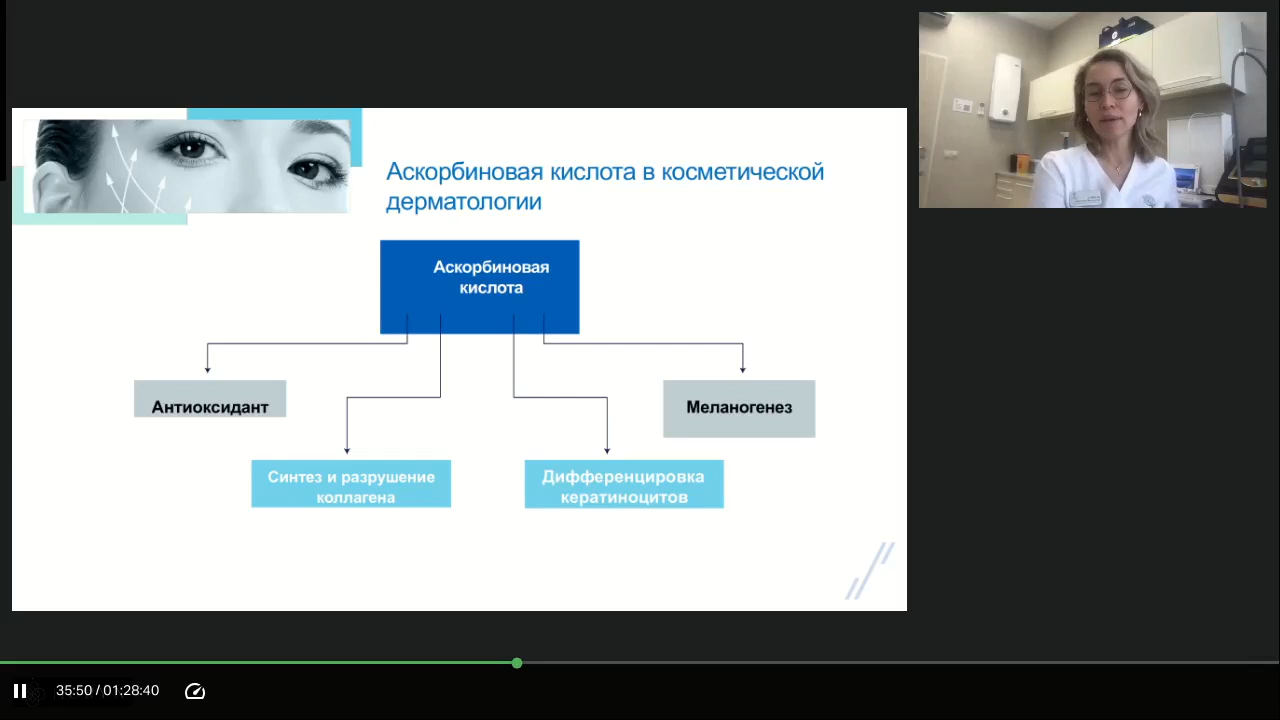 Аскорбиновая кислота в косметической
дерматологии
Аскорбиновая
кислота
Антиоксидант
Меланогенез
Синтез и разрушение
коллагена
Дифференцировка
кератиноцитов
35:50 / 01:28:40